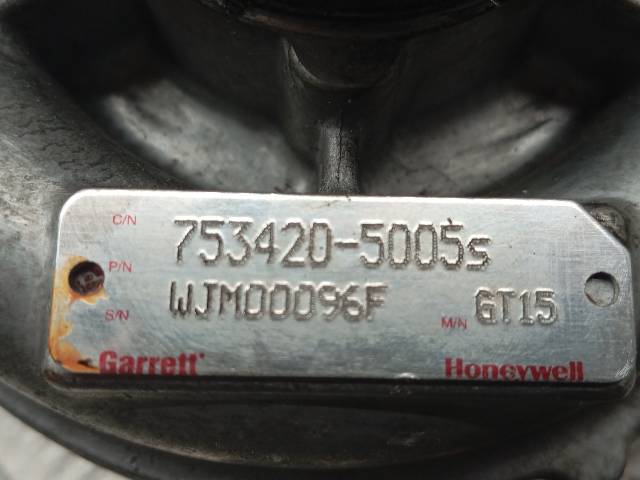 C/N
753420-5005s
P/N
WJM00096F
S/N
M/N GT15
Garrett
Honeywell